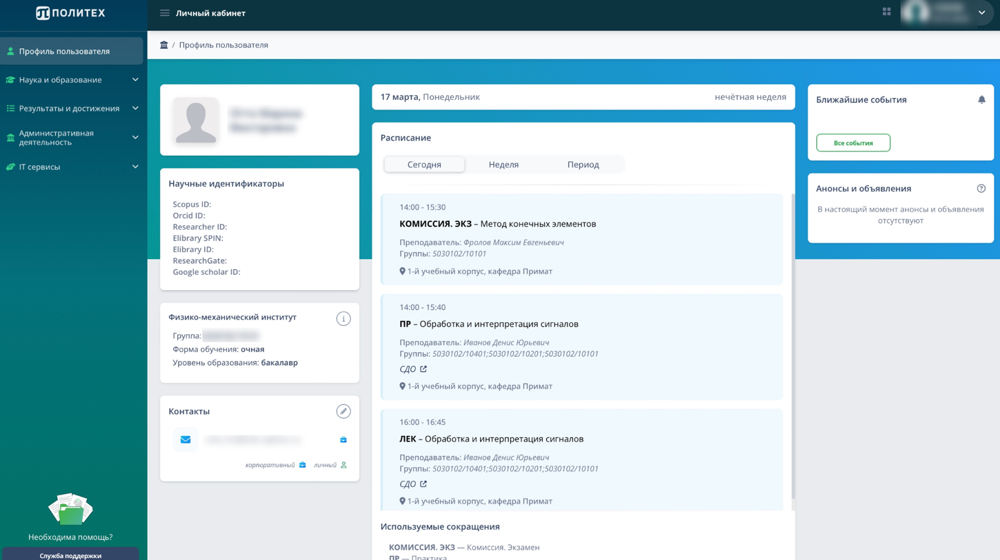 ПОЛИТЕХ
Личный кабинет
Профиль пользователя
Наука и образование
Результаты и достижения
Административная
деятельность
IT сервисы
Необходима помощь?
Служба поддержки
/ Профиль пользователя
Научные идентификаторы
Scopus ID:
Orcid ID:
Researcher ID:
Elibrary SPIN:
Elibrary ID:
ResearchGate:
Google scholar ID:
Физико-механический институт
Группа:
Форма обучения: очная
Уровень образования: бакалавр
Контакты
корпоративный личный
17 марта, Понедельник нечётная неделя
Расписание
Сегодня Неделя Период
14:00 - 15:30
КОМИССИЯ. ЭКЗ – Метод конечных элементов
Преподаватель: Фролов Максим Евгеньевич
Группы: 5030102/10101
1-й учебный корпус, кафедра Примат
14:00 - 15:40
ПР – Обработка и интерпретация сигналов
Преподаватель: Иванов Денис Юрьевич
Группы: 5030102/10401;5030102/10201;5030102/10101
СДО
1-й учебный корпус, кафедра Примат
16:00 - 16:45
ЛЕК – Обработка и интерпретация сигналов
Преподаватель: Иванов Денис Юрьевич
Группы: 5030102/10401;5030102/10201;5030102/10101
СДО
1-й учебный корпус, кафедра Примат
Используемые сокращения
КОМИССИЯ. ЭКЗ — Комиссия. Экзамен
ПР — Практика
Ближайшие события
Все события
Анонсы и объявления
В настоящий момент анонсы и объявления
отсутствуют